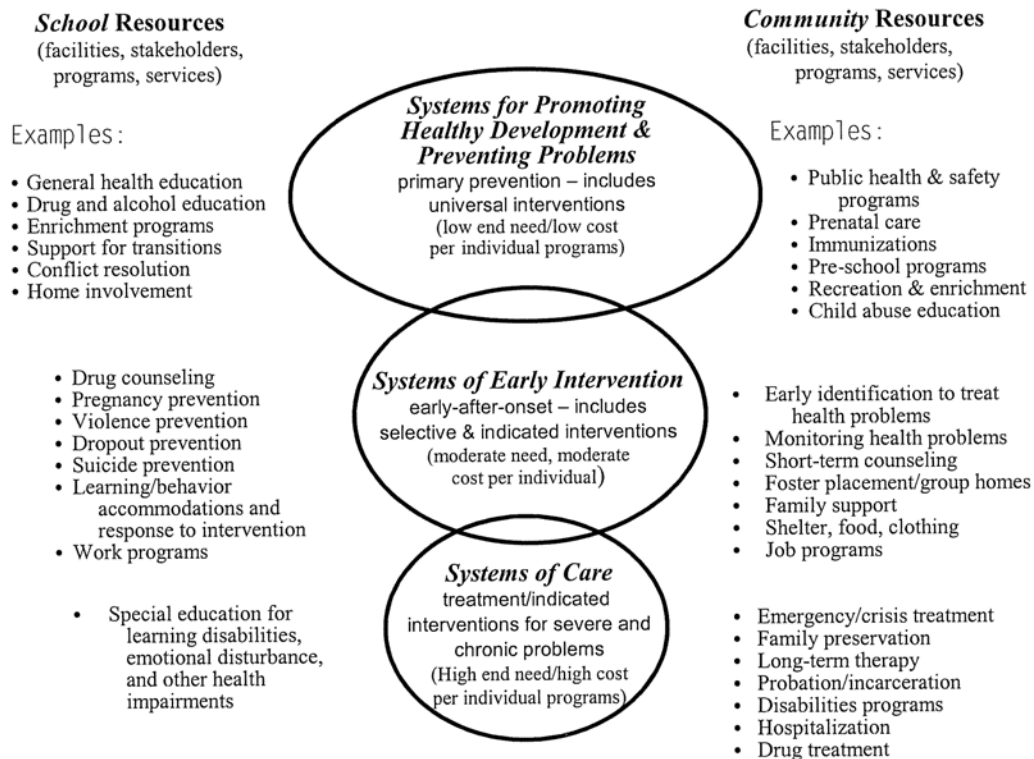 School Resources
(facilities, stakeholders,
programs, services)
Examples:
• General health education
• Drug and alcohol education
• Enrichment programs
• Support for transitions
• Conflict resolution
• Home involvement
• Drug counseling
• Pregnancy prevention
• Violence prevention
• Dropout prevention
• Suicide prevention
• Learning/behavior
accommodations and
response to intervention
• Work programs
• Special education for
learning disabilities,
emotional disturbance,
and other health
impairments
Systems for Promoting
Healthy Development &
Preventing Problems
primary prevention – includes
universal interventions
(low end need/low cost
per individual programs)
Systems of Early Intervention
early-after-onset – includes
selective & indicated interventions
(moderate need, moderate
cost per individual)
Systems of Care
treatment/indicated
interventions for severe and
chronic problems
(High end need/high cost
per individual programs)
Community Resources
(facilities, stakeholders,
programs, services)
Examples:
• Public health & safety
programs
• Prenatal care
• Immunizations
• Pre-school programs
• Recreation & enrichment
• Child abuse education
• Early identification to treat
health problems
• Monitoring health problems
• Short-term counseling
• Foster placement/group homes
• Family support
• Shelter, food, clothing
• Job programs
• Emergency/crisis treatment
• Family preservation
• Long-term therapy
• Probation/incarceration
• Disabilities programs
• Hospitalization
• Drug treatment